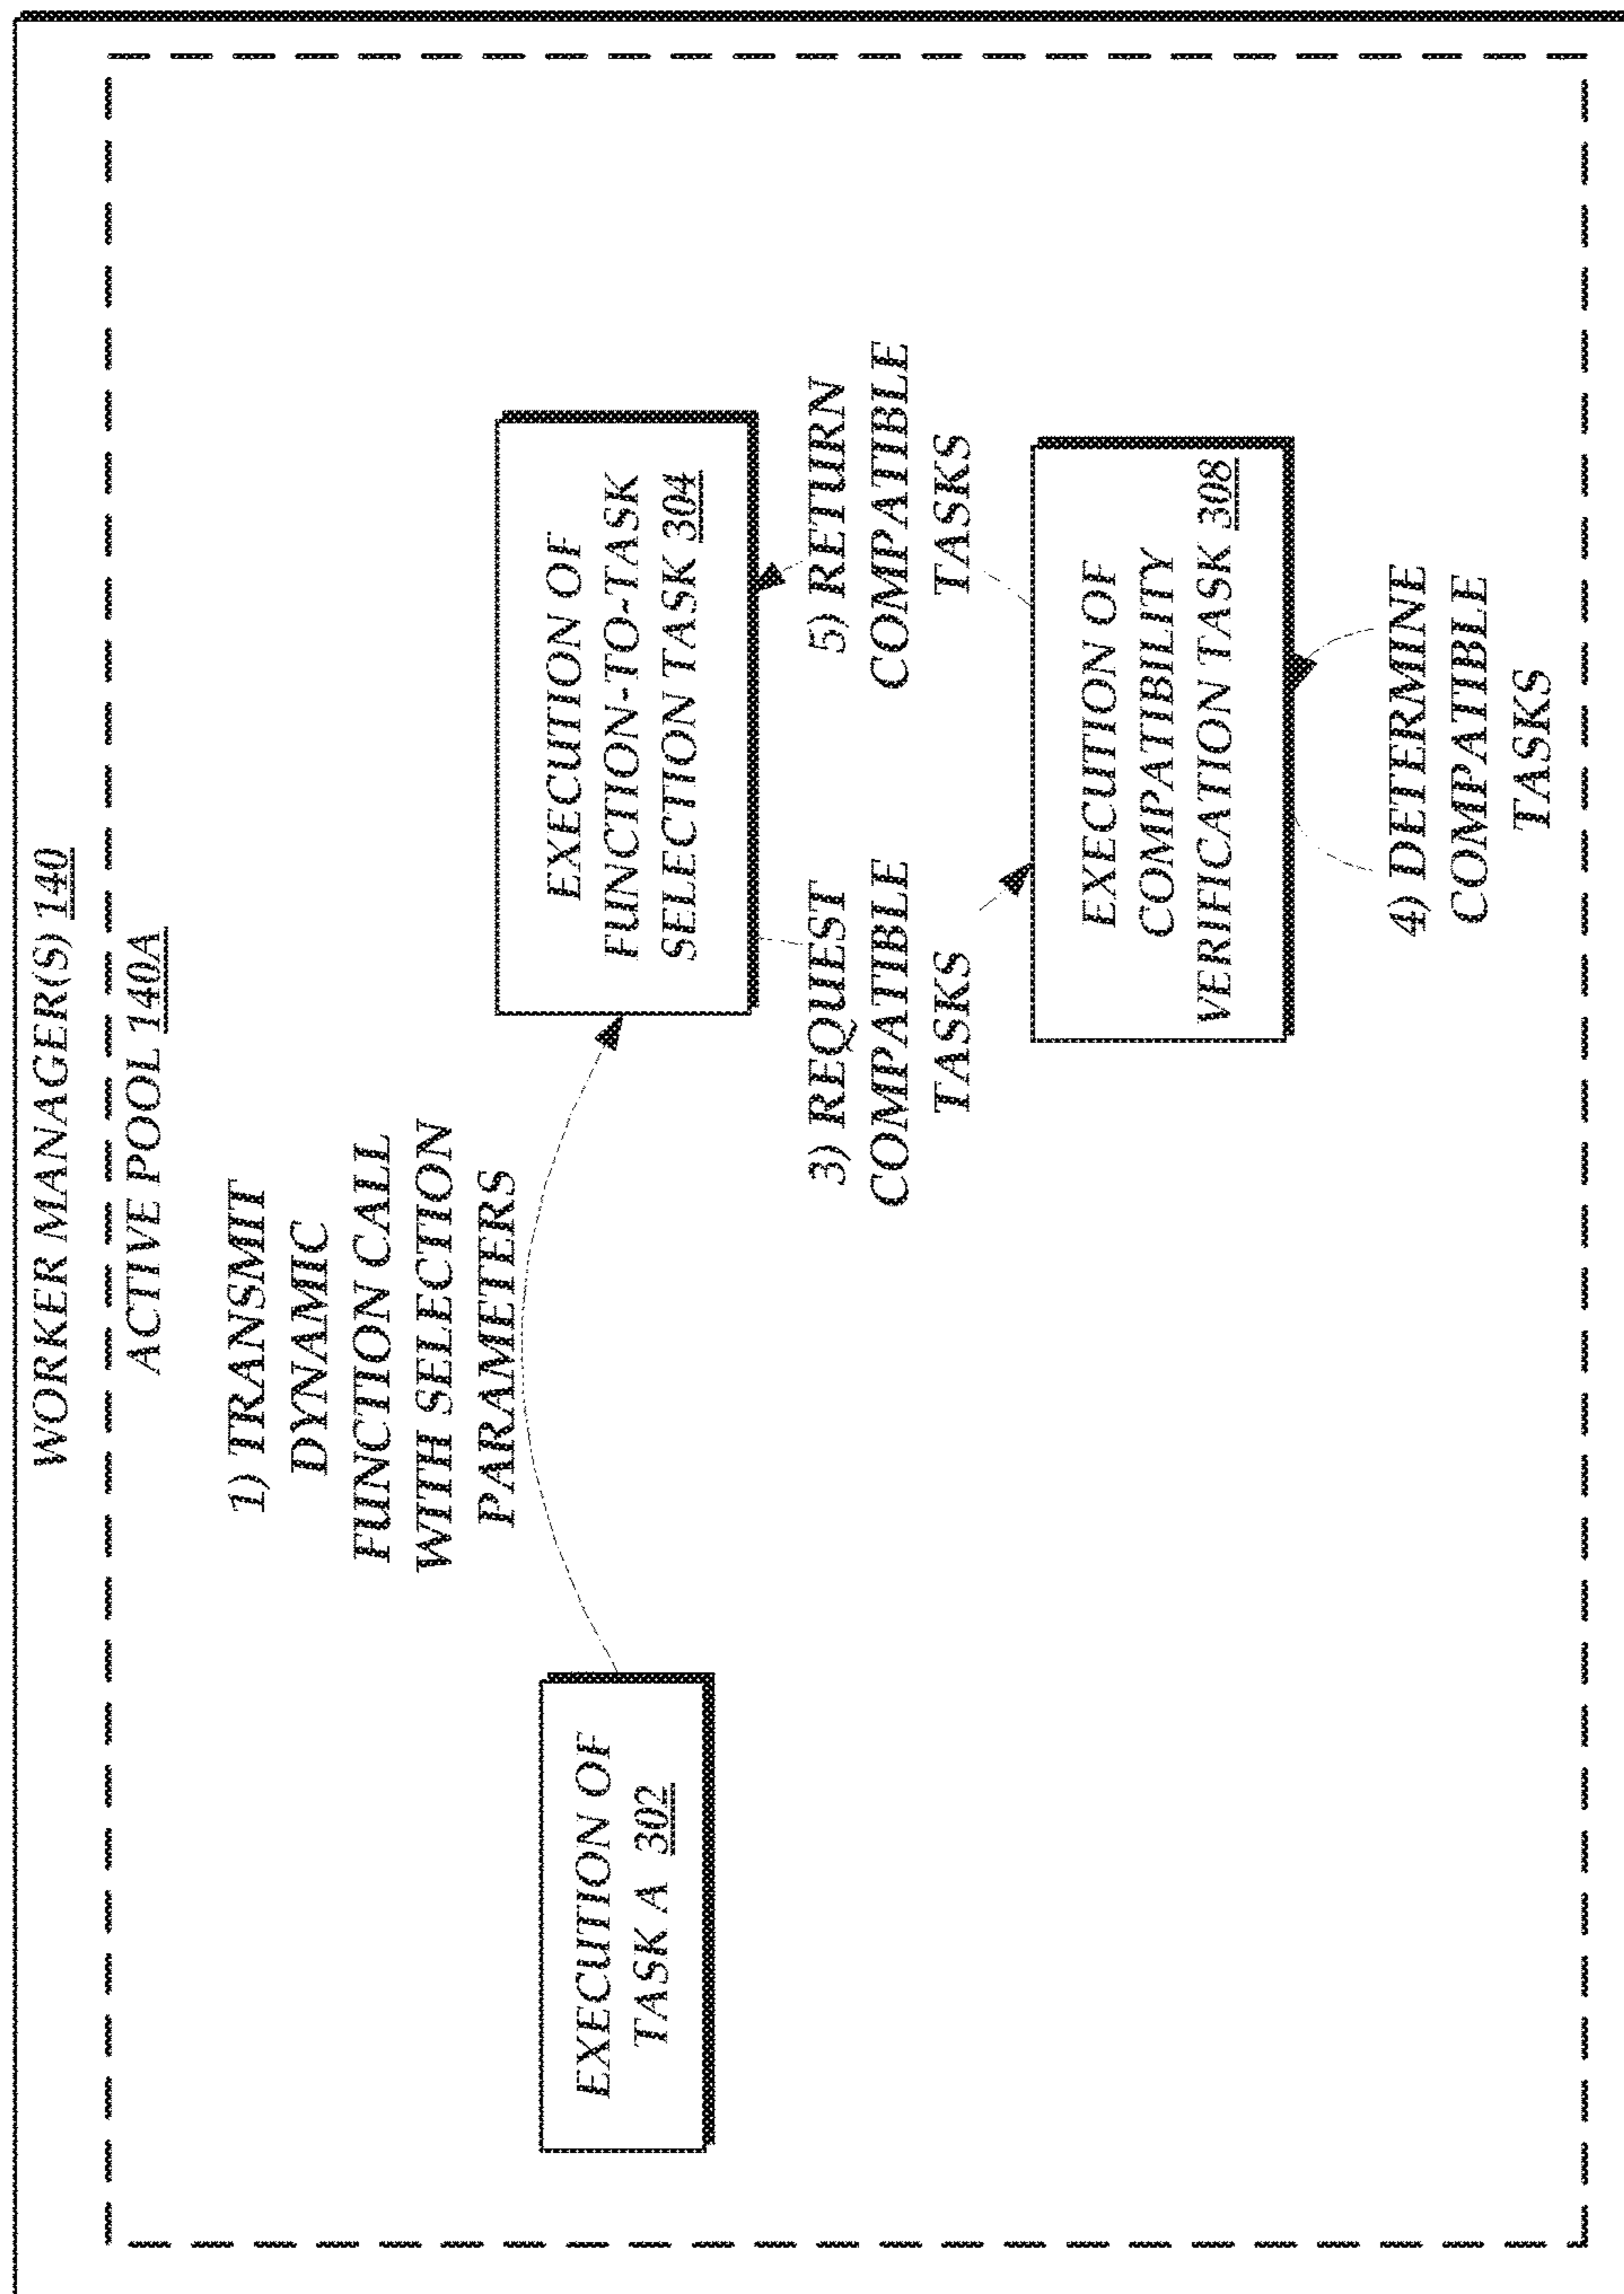 WORKER MANAGER(S) 140
ACTIVE POOL 140A
1) TRANSMIT
DYNAMIC
FUNCTION CALL
WITH SELECTION
PARAMETERS
EXECUTION OF
TASK A 302
EXECUTION OF
FUNCTION-TO-TASK
SELECTION TASK 304
3) REQUEST
COMPATIBLE
TASKS
5) RETURN
COMPATIBLE
TASKS
EXECUTION OF
COMPATIBILITY
VERIFICATION TASK 308
4) DETERMINE
COMPATIBLE
TASKS